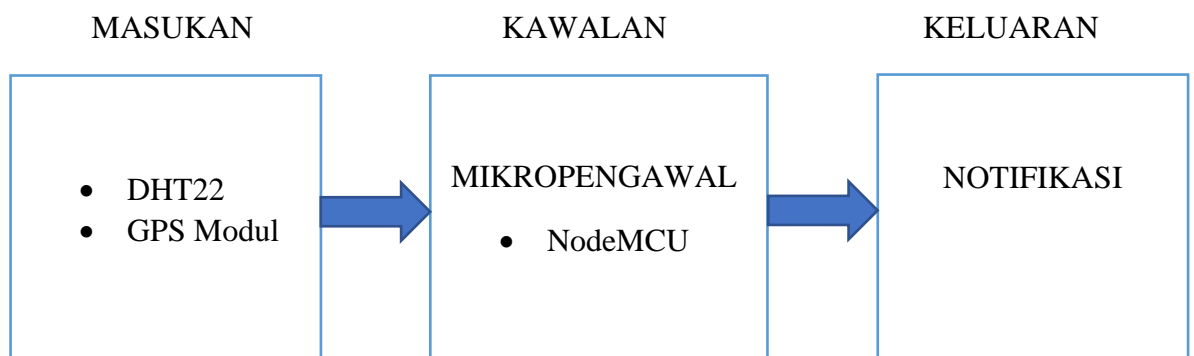 MASUKAN
KAWALAN
KELUARAN
• DHT22
• GPS Modul
MIKROPENGAWAL
• NodeMCU
NOTIFIKASI